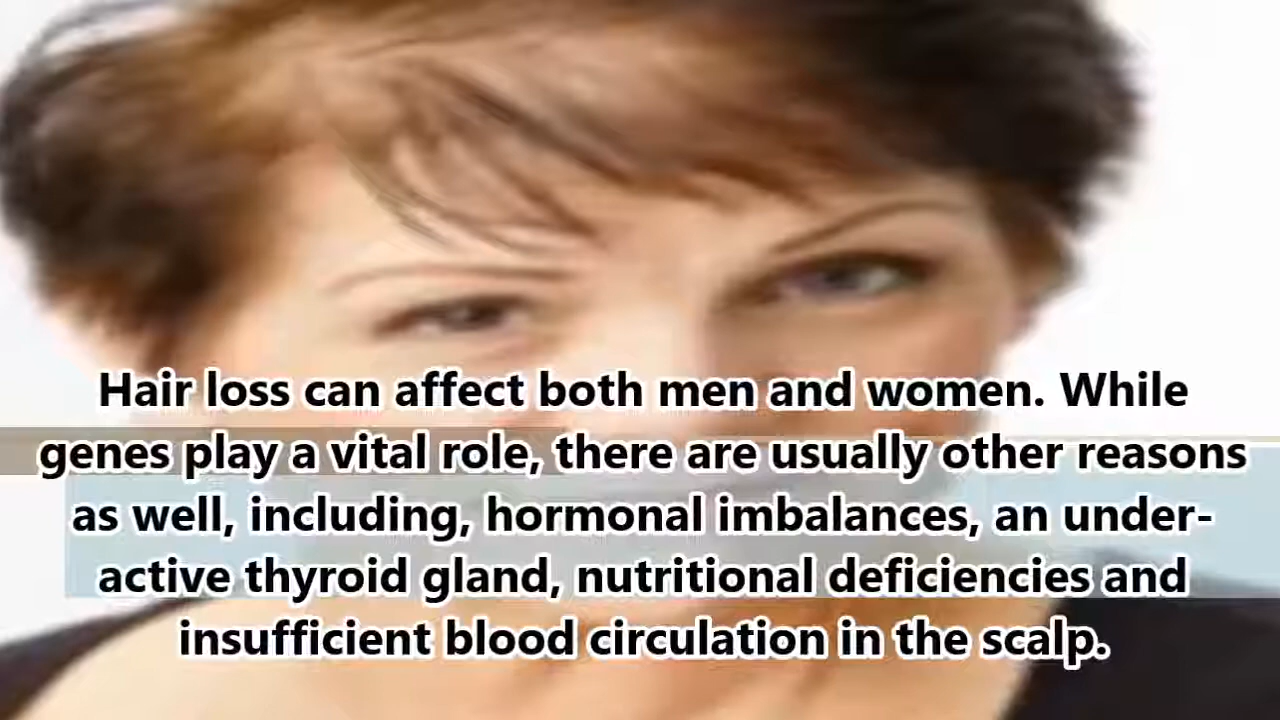 Hair loss can affect both men and women. While
genes play a vital role, there are usually other reasons
as well, including, hormonal imbalances, an under-
active thyroid gland, nutritional deficiencies and
insufficient blood circulation in the scalp.